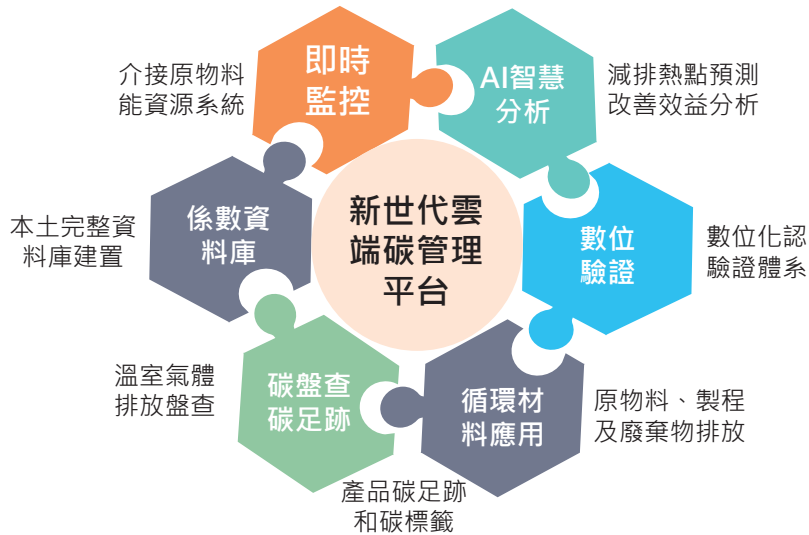 即時
監控
介接原物料
能資源系統
AI智慧
分析
減排熱點預測
改善效益分析
係數資
料庫
本土完整資
料庫建置
新世代雲
端碳管理
平台
數位
驗證
數位化認
驗證體系
碳盤查
碳足跡
溫室氣體
排放盤查
循環材
料應用
原物料、製程
及廢棄物排放
產品碳足跡
和碳標籤